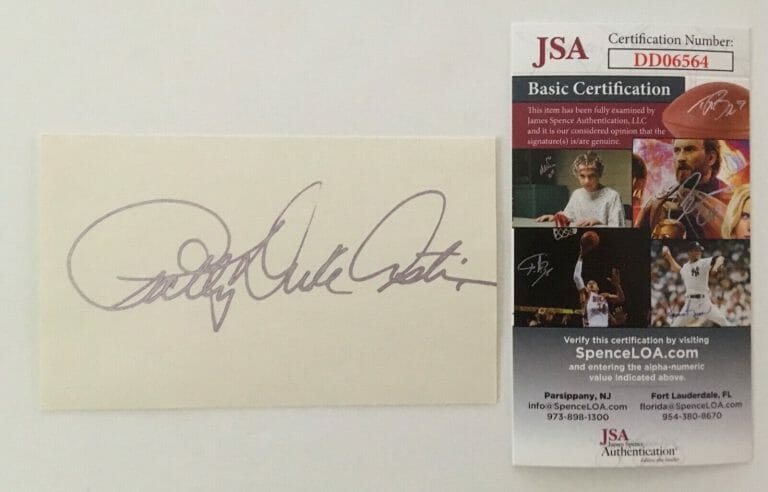 Patty Duke Astin
JSA
Certification Number:
DD06564
Basic Certification
This item has been fully examined by
James Spence Authentication, LLC
and it is our considered opinion that the
signature(s) is/are genuine.
Verify this certification by visiting
SpenceLOA.com
and entering the alpha-numeric
value indicated above.
Parsippany, NJ
info@SpenceLOA.com
973-898-1300
Fort Lauderdale, FL
florida@SpenceLOA.com
954-380-8670
JSA
James Spence
Authentication